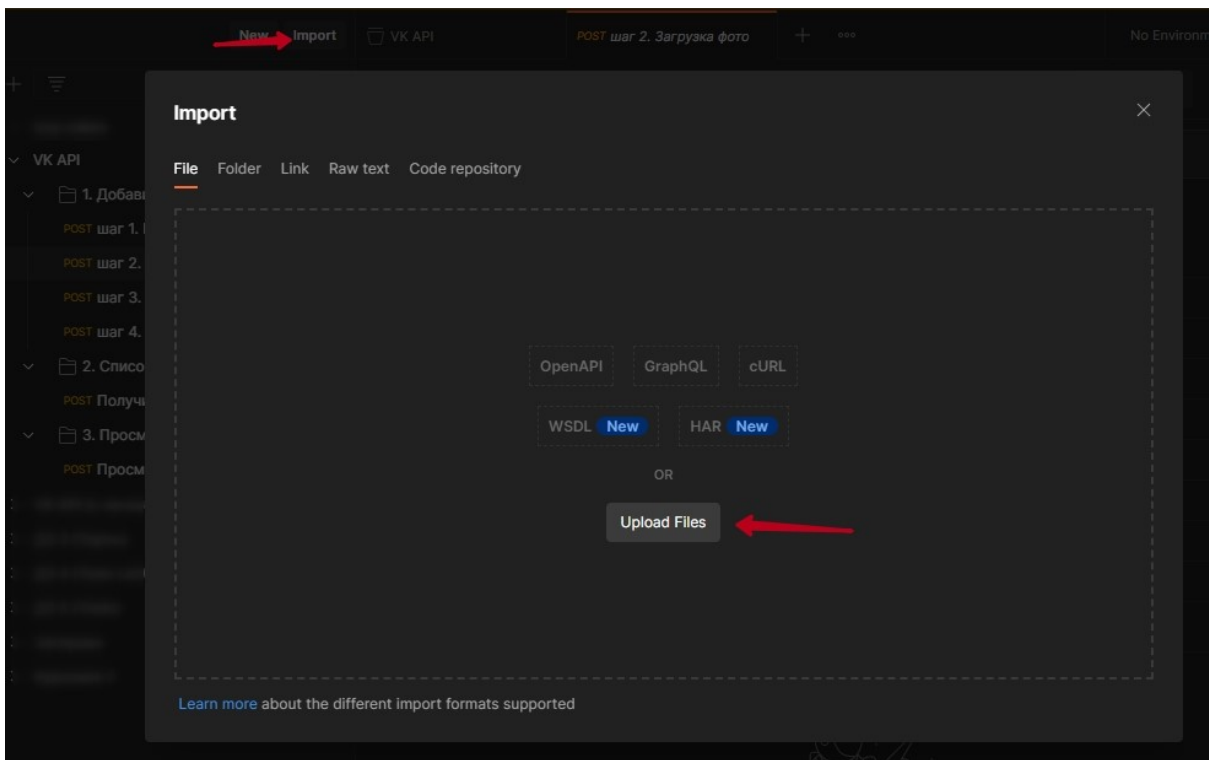 New Import VK API POST шаг 2. Загрузка фото No Environm
Import
VK API
File Folder Link Raw text Code repository
1. Добави
POST шаг 1.
POST шаг 2.
POST шаг 3.
POST шаг 4.
OpenAPI GraphQL cURL
2. Списо
POST Получи
WSDL New HAR New
3. Просм
POST Просм
OR
Upload Files
Learn more about the different import formats supported